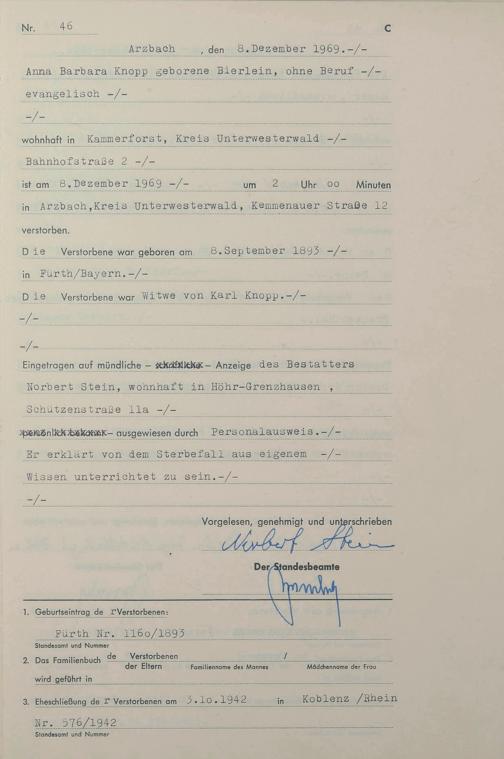 Nr. 46 C
Arzbach , den 8.Dezember 1969.-/-
Anna Barbara Knopp geborene Bierlein, ohne Beruf -/-
evangelisch -/-
-/-
wohnhaft in Kammerforst, Kreis Unterwesterwald -/-
Bahnhofstraße 2 -/-
ist am 8.Dezember 1969 -/- um 2 Uhr oo Minuten
in Arzbach,Kreis Unterwesterwald, Kemmenauer Straße 12
verstorben.
Die Verstorbene war geboren am 8.September 1893 -/-
in Fürth/Bayern.-/-
Die Verstorbene war Witwe von Karl Knopp.-/-
-/-
-/-
Eingetragen auf mündliche – schriftliche – Anzeige des Bestatters
Norbert Stein, wohnhaft in Höhr-Grenzhausen ,
Schützenstraße 11a -/-
persönlich bekannt – ausgewiesen durch Personalausweis.-/-
Er erklärt von dem Sterbefall aus eigenem -/-
Wissen unterrichtet zu sein.-/-
-/-
Vorgelesen, genehmigt und unterschrieben
Norbert Stein
Der Standesbeamte
1. Geburtseintrag de r Verstorbenen:
Fürth Nr. 116o/1893
Standesamt und Nummer
2. Das Familienbuch de Verstorbenen der Eltern /
Familienname des Mannes Mädchenname der Frau
wird geführt in
3. Eheschließung de r Verstorbenen am 3.1o.1942 in Koblenz /Rhein
Nr. 576/1942
Standesamt und Nummer